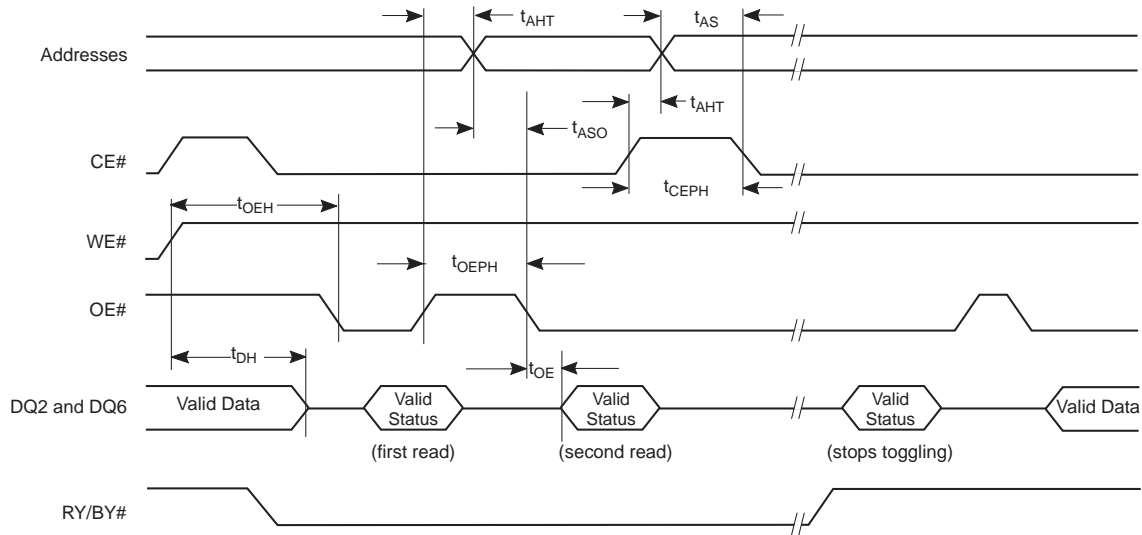 tAHT
tAS
Addresses
tAHT
tASO
CE#
tCEPH
tOEH
WE#
tOEPH
OE#
tDH
tOE
DQ2 and DQ6
Valid Data
Valid
Status
Valid
Status
Valid
Status
Valid Data
(first read)
(second read)
(stops toggling)
RY/BY#